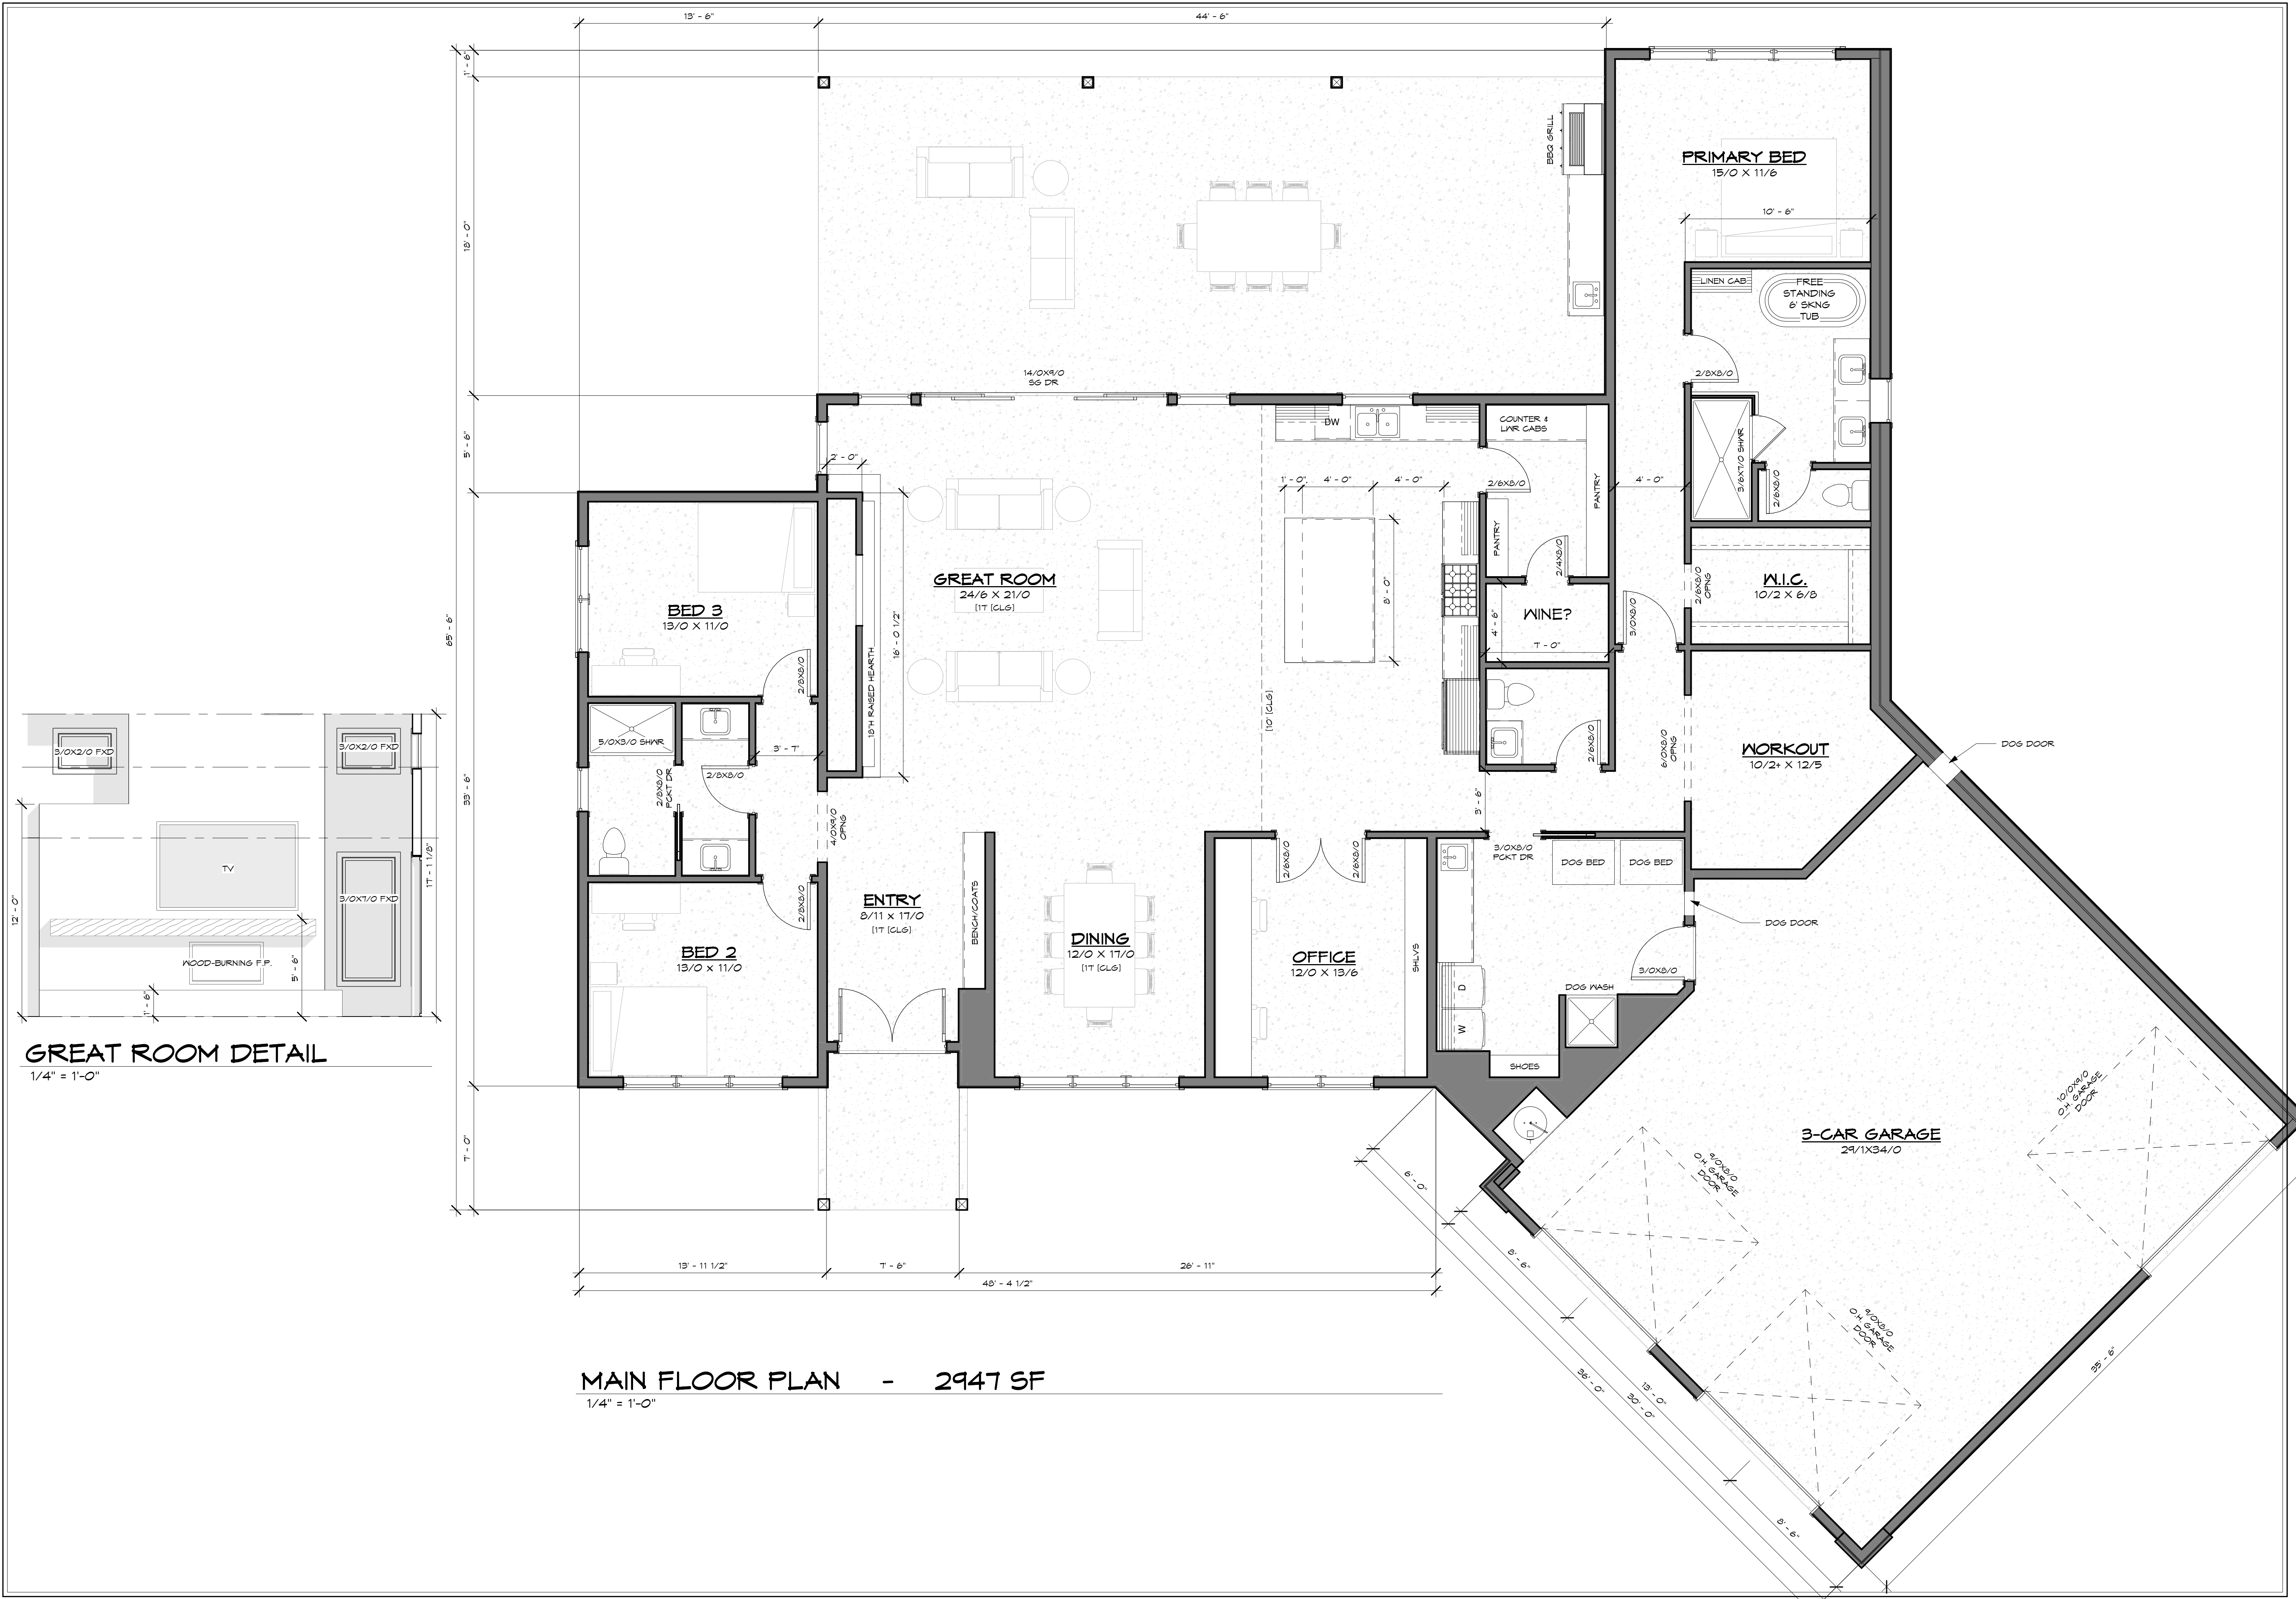 13' - 6"
44' - 6"
1' - 6"
18' - 0"
5' - 6"
65' - 6"
33' - 6"
7' - 0"
BBQ GRILL
PRIMARY BED
15/0 X 11/6
10' - 6"
LINEN CAB
FREE
STANDING
6' SKNG
TUB
2/8X8/0
3/6X7/0 SHWR
2/6X8/0
14/0X9/0
SG DR
DW
COUNTER &
LWR CABS
2/6X8/0
PANTRY
PANTRY
2/4X8/0
4' - 0"
2' - 0"
1' - 0"
4' - 0"
4' - 0"
8' - 0"
GREAT ROOM
24/6 X 21/0
[17' [CLG]
16' - 0 1/2"
18"H RAISED HEARTH
[10' [CLG]
WINE?
4' - 6"
7' - 0"
3/0X8/0
2/6X8/0
OPNG
W.I.C.
10/2 X 6/8
BED 3
13/0 X 11/0
2/8X8/0
5/0X3/0 SHWR
2/8X8/0
PCKT DR
2/8X8/0
3' - 7"
4/0X9/0
OPNG
2/8X8/0
2/6X8/0
6/0X8/0
OPNG
WORKOUT
10/2+ X 12/5
DOG DOOR
3' - 6"
3/0X8/0
PCKT DR
DOG BED
DOG BED
DOG DOOR
2/6X8/0
2/6X8/0
ENTRY
8/11 x 17/0
[17' [CLG]
BENCH/COATS
DINING
12/0 X 17/0
[17' [CLG]
OFFICE
12/0 X 13/6
SHLVS
BED 2
13/0 x 11/0
D
W
3/0X8/0
DOG WASH
SHOES
3-CAR GARAGE
29/1X34/0
10/0X9/0
O.H. GARAGE
DOOR
9/0X8/0
O.H. GARAGE
DOOR
9/0X8/0
O.H. GARAGE
DOOR
6' - 0"
8' - 6"
13' - 0"
8' - 6"
36' - 0"
30' - 0"
35' - 6"
13' - 11 1/2"
7' - 6"
26' - 11"
48' - 4 1/2"
3/0X2/0 FXD
3/0X2/0 FXD
TV
3/0X7/0 FXD
WOOD-BURNING F.P.
12' - 0"
1' - 6"
5' - 6"
17' - 1 1/8"
GREAT ROOM DETAIL
1/4" = 1'-0"
MAIN FLOOR PLAN - 2947 SF
1/4" = 1'-0"